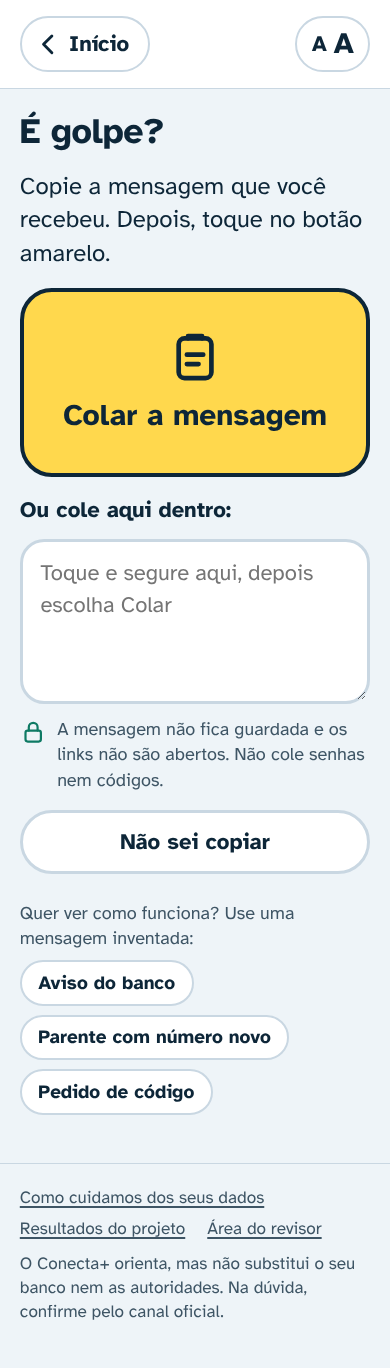 Início
A A
É golpe?
Copie a mensagem que você
recebeu. Depois, toque no botão
amarelo.
Colar a mensagem
Ou cole aqui dentro:
Toque e segure aqui, depois
escolha Colar
A mensagem não fica guardada e os
links não são abertos. Não cole senhas
nem códigos.
Não sei copiar
Quer ver como funciona? Use uma
mensagem inventada:
Aviso do banco
Parente com número novo
Pedido de código
Como cuidamos dos seus dados
Resultados do projeto Área do revisor
O Conecta+ orienta, mas não substitui o seu
banco nem as autoridades. Na dúvida,
confirme pelo canal oficial.